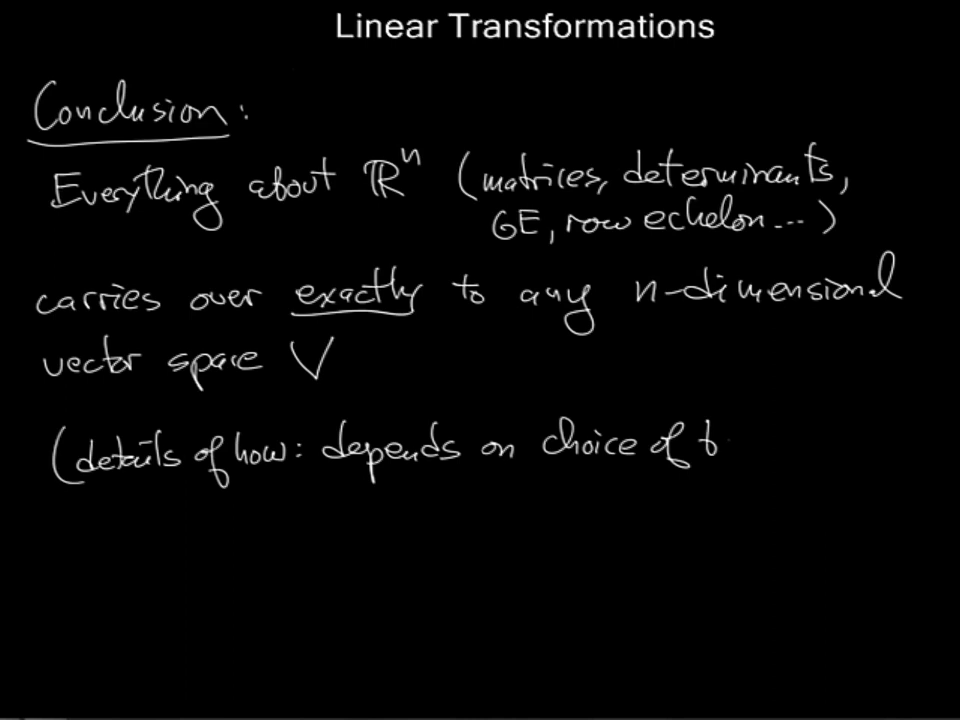 Linear Transformations
Conclusion:
Everything about ℝⁿ (matrices, determinants,
GE, row echelon...)
carries over exactly to any n-dimensional
vector space V
(details of how: depends on choice of